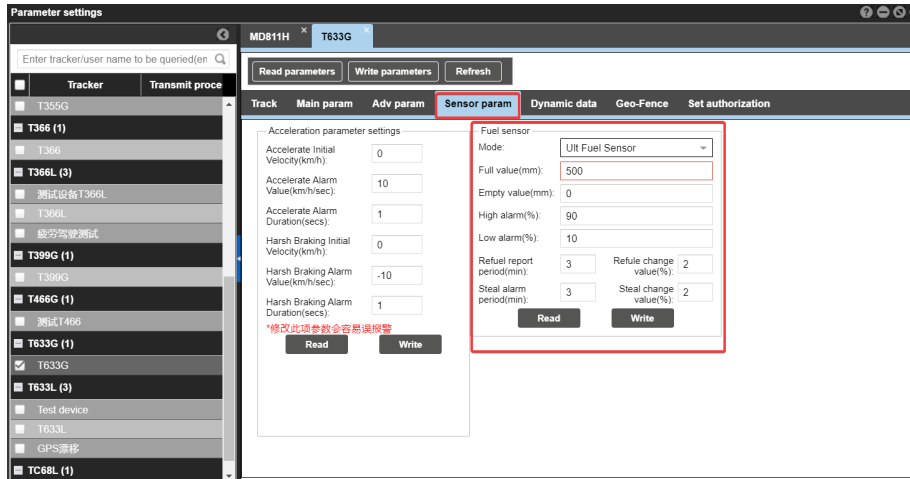 Parameter settings
Enter tracker/user name to be queried(en
Tracker Transmit proce
T355G
T366 (1)
T366
T366L (3)
测试设备T366L
T366L
疲劳驾驶测试
T399G (1)
T399G
T466G (1)
测试T466
T633G (1)
T633G
T633L (3)
Test device
T633L
GPS漂移
TC68L (1)
MD811H T633G
Read parameters Write parameters Refresh
Track Main param Adv param Sensor param Dynamic data Geo-Fence Set authorization
Acceleration parameter settings
Accelerate Initial
Velocity(km/h): 0
Accelerate Alarm
Value(km/h/sec): 10
Accelerate Alarm
Duration(secs): 1
Harsh Braking Initial
Velocity(km/h): 0
Harsh Braking Alarm
Value(km/h/sec): -10
Harsh Braking Alarm
Duration(secs): 1
*修改此项参数会容易误报警
Read Write
Fuel sensor
Mode: Ult Fuel Sensor
Full value(mm): 500
Empty value(mm): 0
High alarm(%): 90
Low alarm(%): 10
Refuel report
period(min): 3 Refule change
value(%): 2
Steal alarm
period(min): 3 Steal change
value(%): 2
Read Write